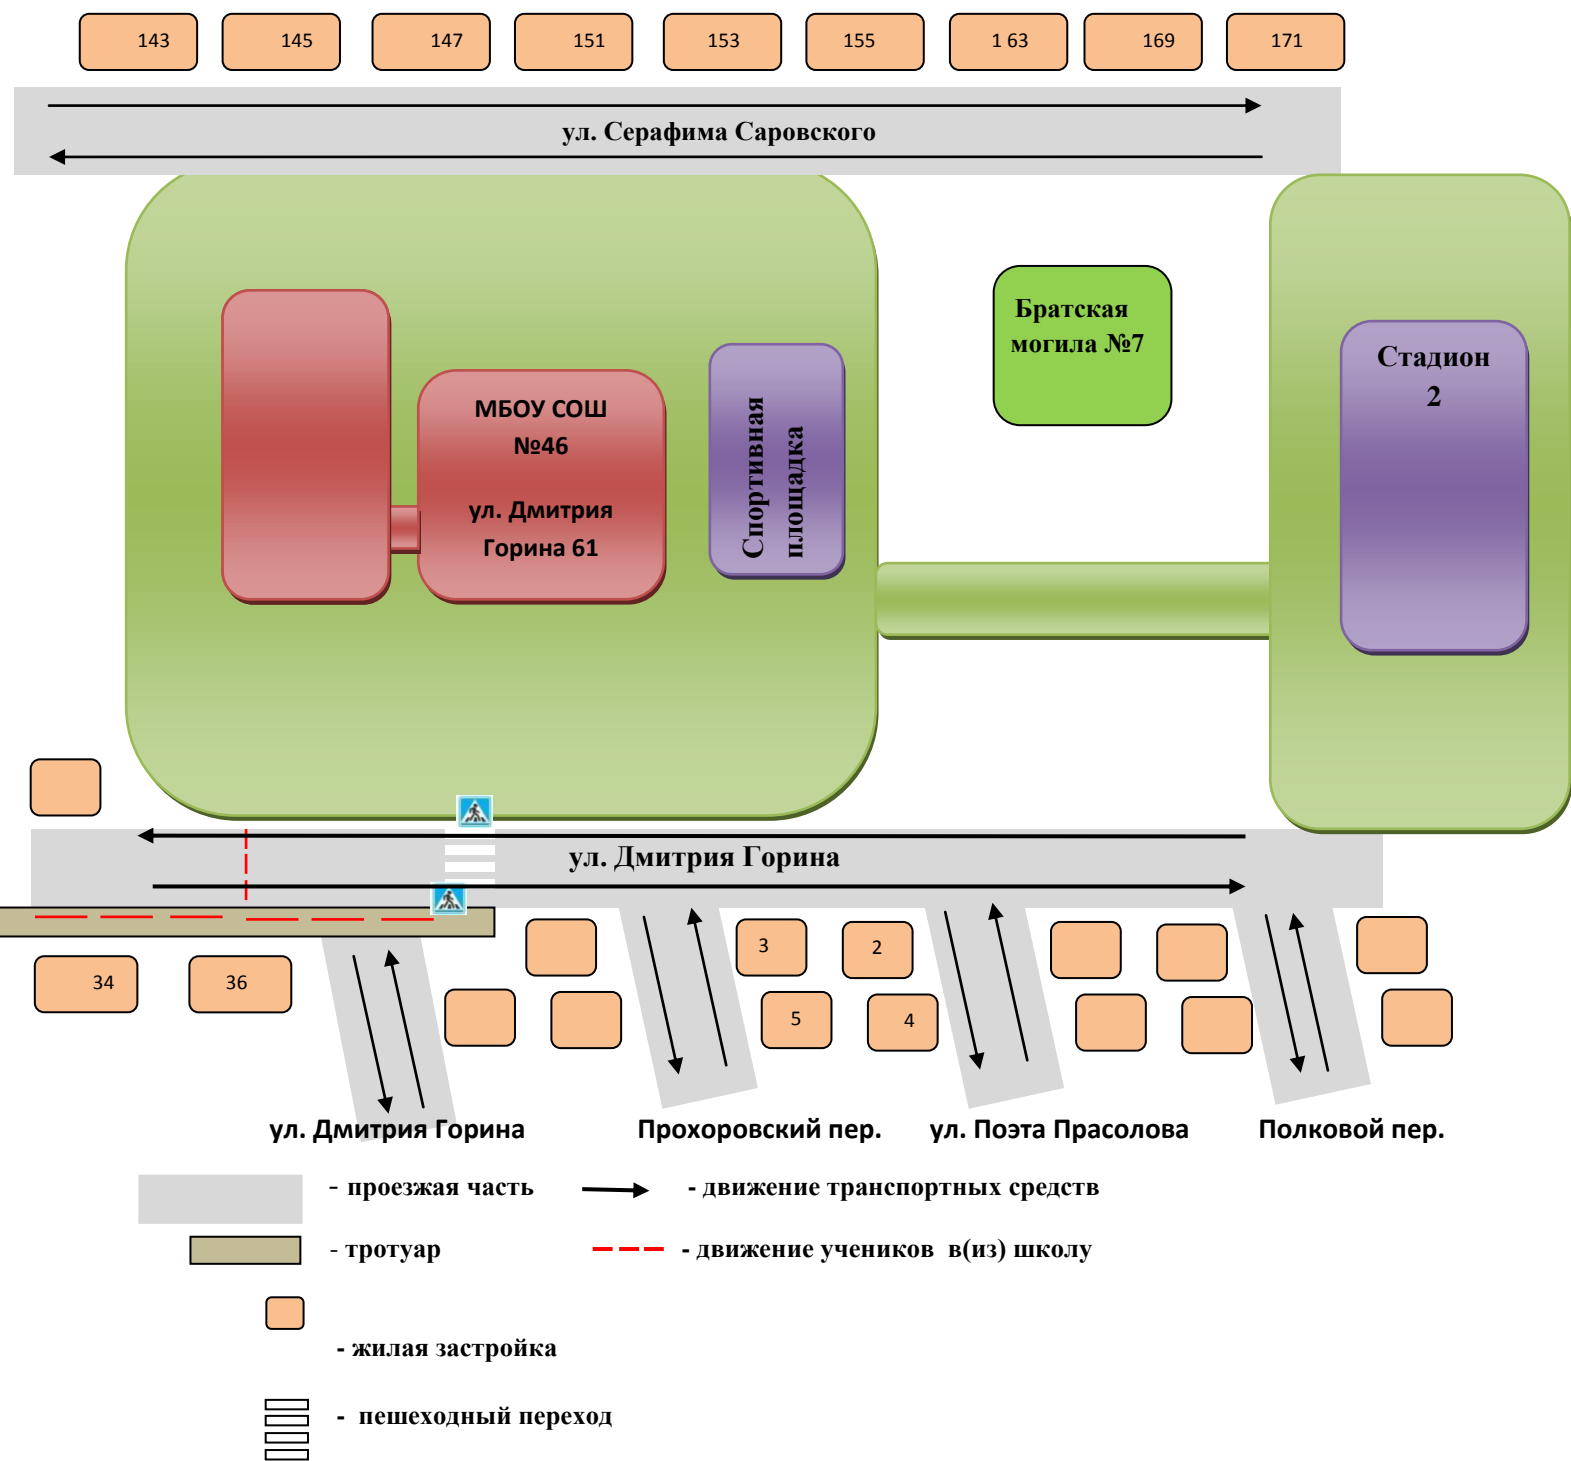 143 145 147 151 153 155 1 63 169 171
ул. Серафима Саровского
Братская
могила №7
Стадион
2
МБОУ СОШ
№46
ул. Дмитрия
Горина 61
Спортивная
площадка
ул. Дмитрия Горина
3 2
34 36
5 4
ул. Дмитрия Горина Прохоровский пер. ул. Поэта Прасолова Полковой пер.
- проезжая часть - движение транспортных средств
- тротуар - движение учеников в(из) школу
- жилая застройка
- пешеходный переход